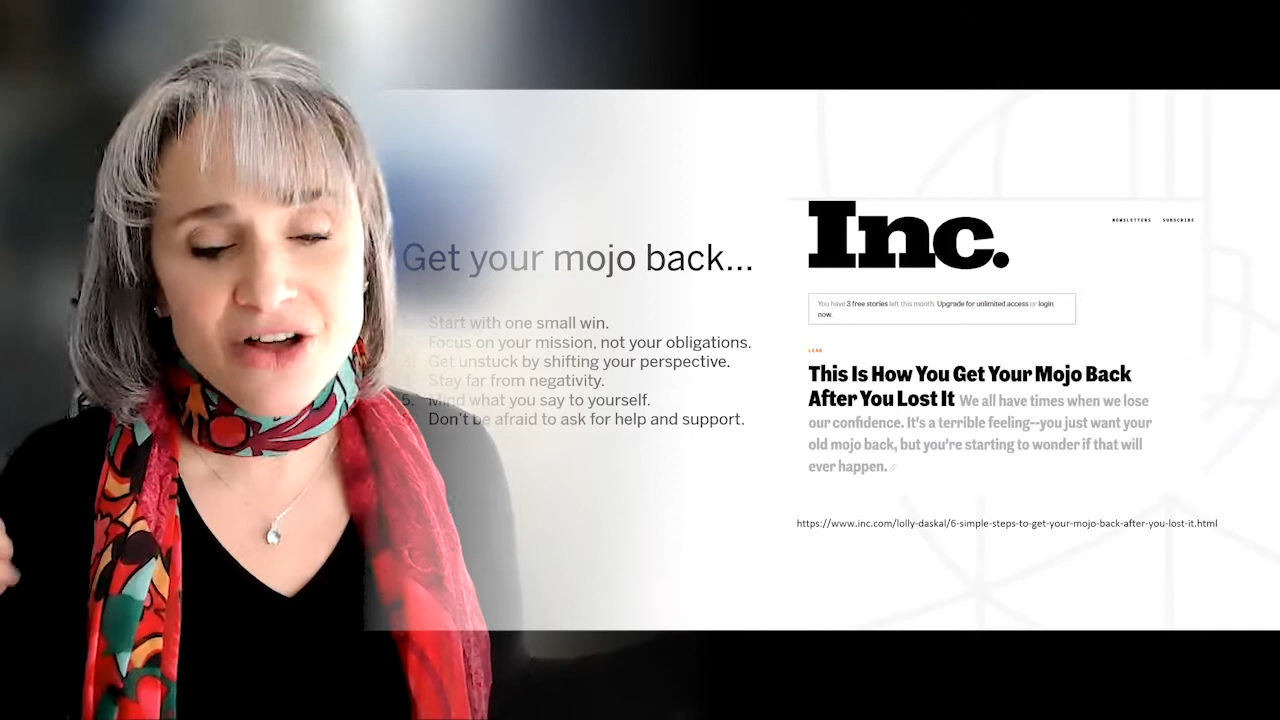 Get your mojo back...
Start with one small win.
Focus on your mission, not your obligations.
3. Get unstuck by shifting your perspective.
Stay far from negativity.
5. Mind what you say to yourself.
Don't be afraid to ask for help and support.
Inc.
NEWSLETTERS SUBSCRIBE
You have 3 free stories left this month. Upgrade for unlimited access or login
now.
LEAD
This Is How You Get Your Mojo Back
After You Lost It We all have times when we lose
our confidence. It's a terrible feeling--you just want your
old mojo back, but you're starting to wonder if that will
ever happen.
https://www.inc.com/lolly-daskal/6-simple-steps-to-get-your-mojo-back-after-you-lost-it.html